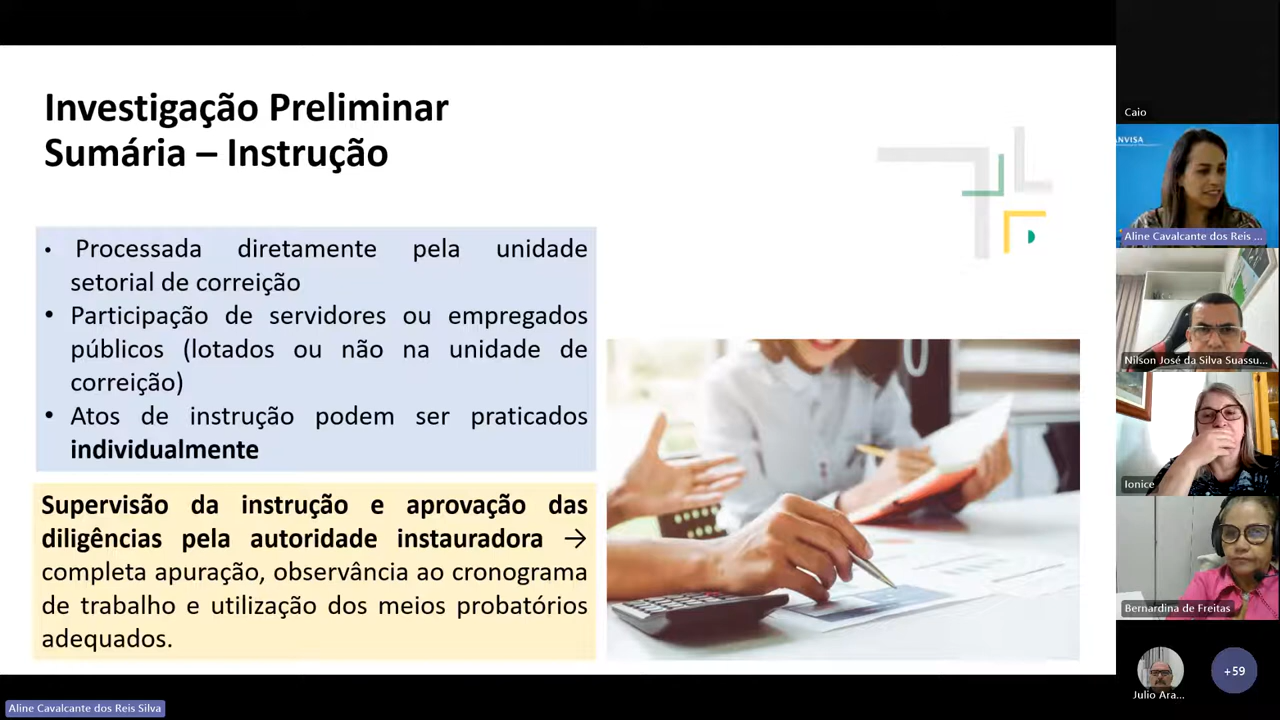 Investigação Preliminar
Sumária – Instrução
• Processada diretamente pela unidade
setorial de correição
• Participação de servidores ou empregados
públicos (lotados ou não na unidade de
correição)
• Atos de instrução podem ser praticados
individualmente
Supervisão da instrução e aprovação das
diligências pela autoridade instauradora →
completa apuração, observância ao cronograma
de trabalho e utilização dos meios probatórios
adequados.
Caio
ANVISA
Aline Cavalcante dos Reis ...
Nilson José da Silva Suassu...
Ionice
Bernardina de Freitas
Julio Ara...
+59
Aline Cavalcante dos Reis Silva